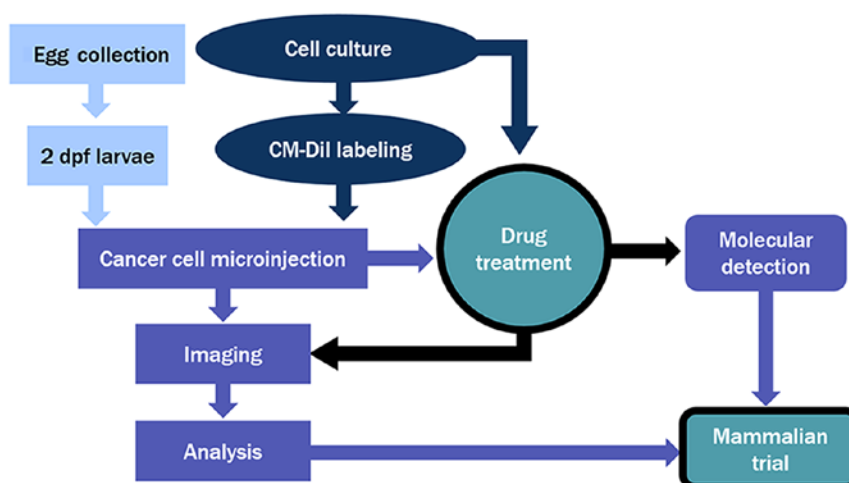 Egg collection
Cell culture
2 dpf larvae
CM-Dil labeling
Cancer cell microinjection
Drug
treatment
Molecular
detection
Imaging
Analysis
Mammalian
trial